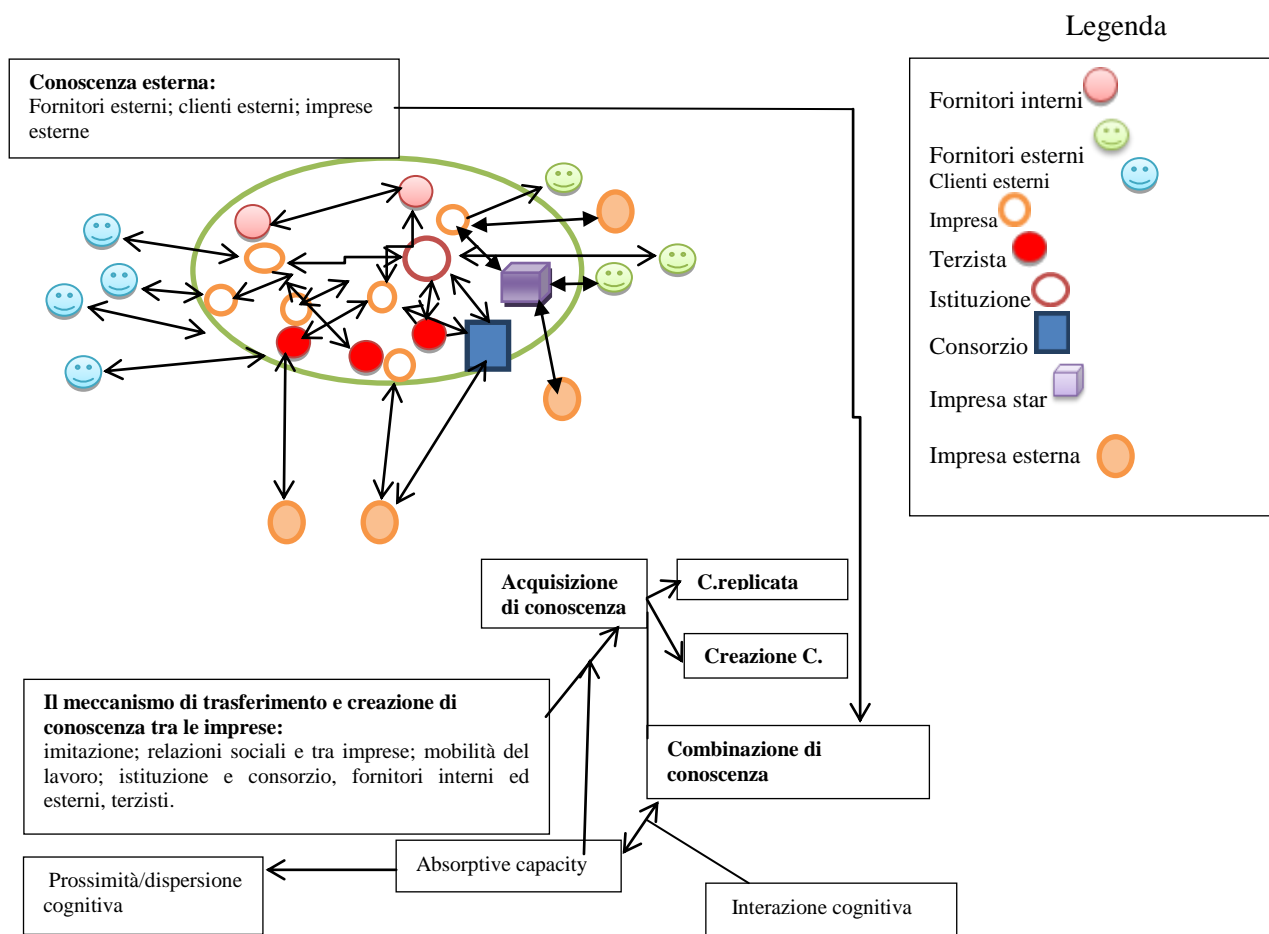 Legenda
Conoscenza esterna:
Fornitori esterni; clienti esterni; imprese
esterne
Fornitori interni
Fornitori esterni
Clienti esterni
Impresa
Terzista
Istituzione
Consorzio
Impresa star
Impresa esterna
Acquisizione
di conoscenza
C.replicata
Creazione C.
Il meccanismo di trasferimento e creazione di
conoscenza tra le imprese:
imitazione; relazioni sociali e tra imprese; mobilità del
lavoro; istituzione e consorzio, fornitori interni ed
esterni, terzisti.
Combinazione di
conoscenza
Absorptive capacity
Prossimità/dispersione
cognitiva
Interazione cognitiva